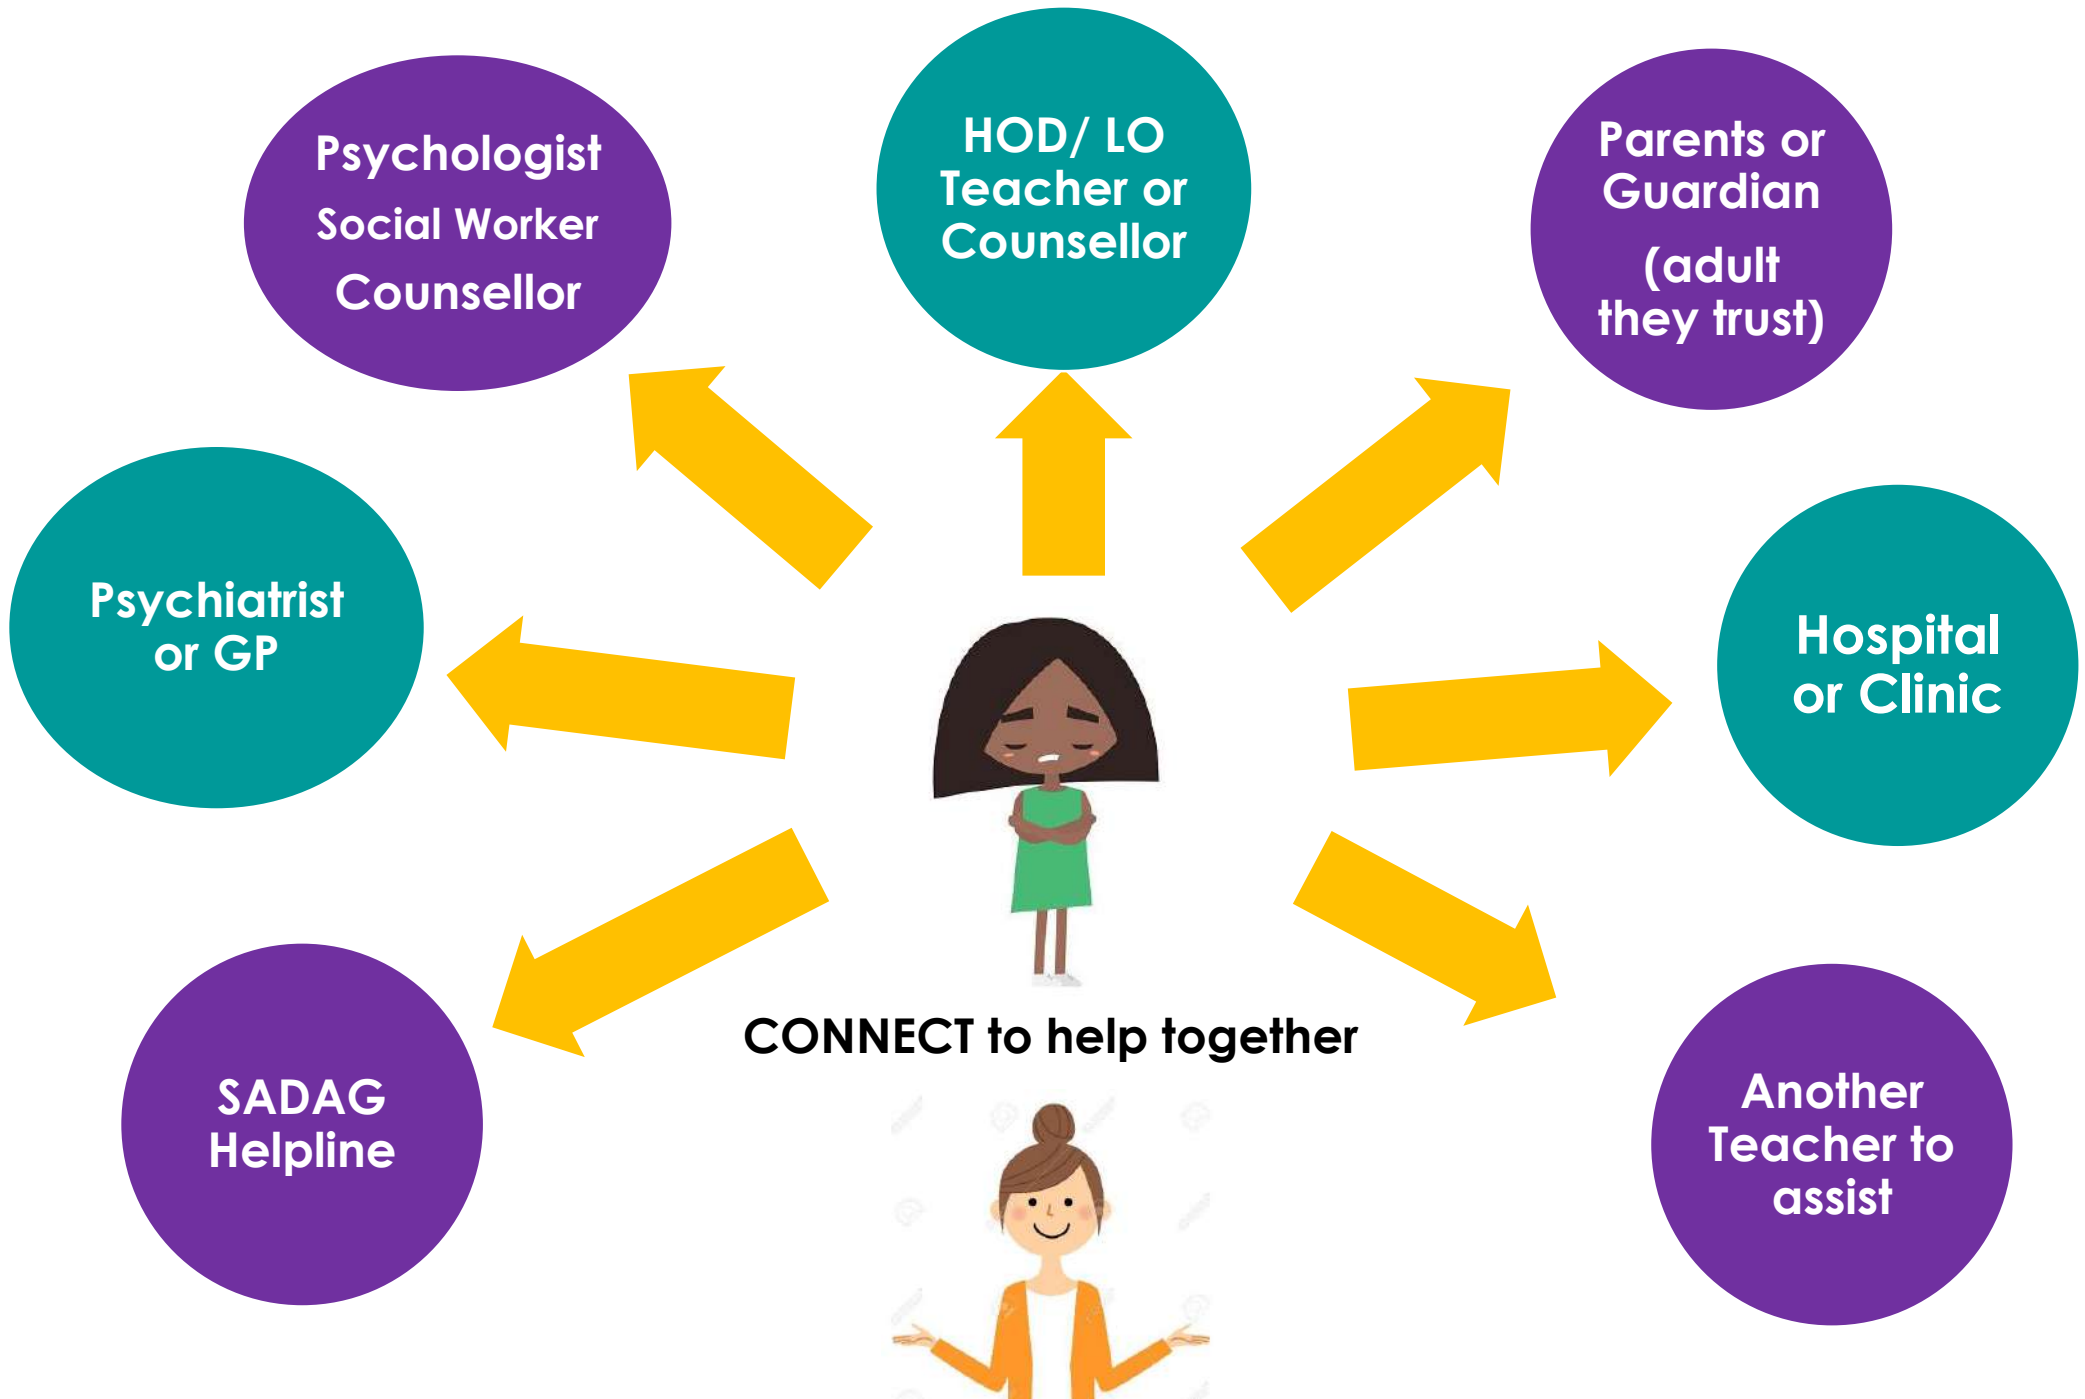 Psychologist
Social Worker
Counsellor
HOD/ LO
Teacher or
Counsellor
Parents or
Guardian
(adult
they trust)
Psychiatrist
or GP
Hospital
or Clinic
SADAG
Helpline
CONNECT to help together
Another
Teacher to
assist